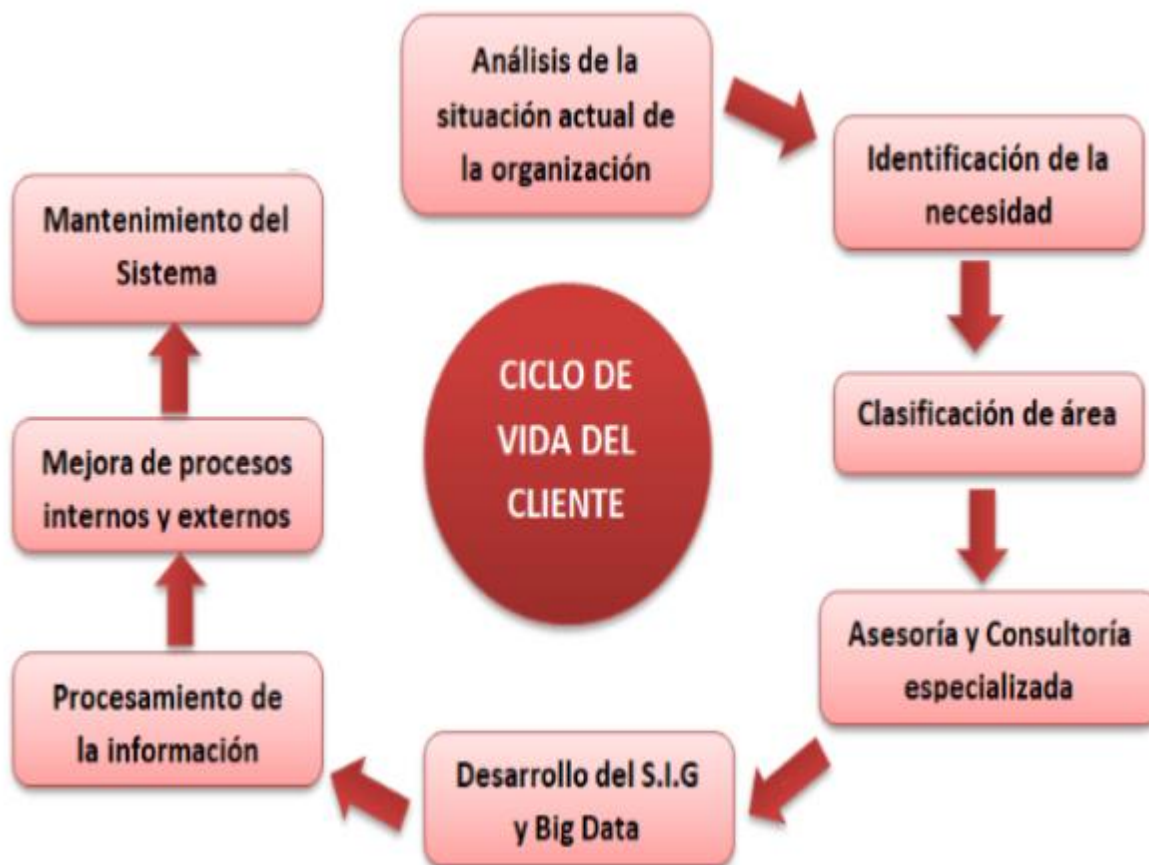 Análisis de la
situación actual de
la organización
Identificación de la
necesidad
Clasificación de área
Asesoría y Consultoría
especializada
Desarrollo del S.I.G
y Big Data
Procesamiento de
la información
Mejora de procesos
internos y externos
Mantenimiento del
Sistema
CICLO DE
VIDA DEL
CLIENTE